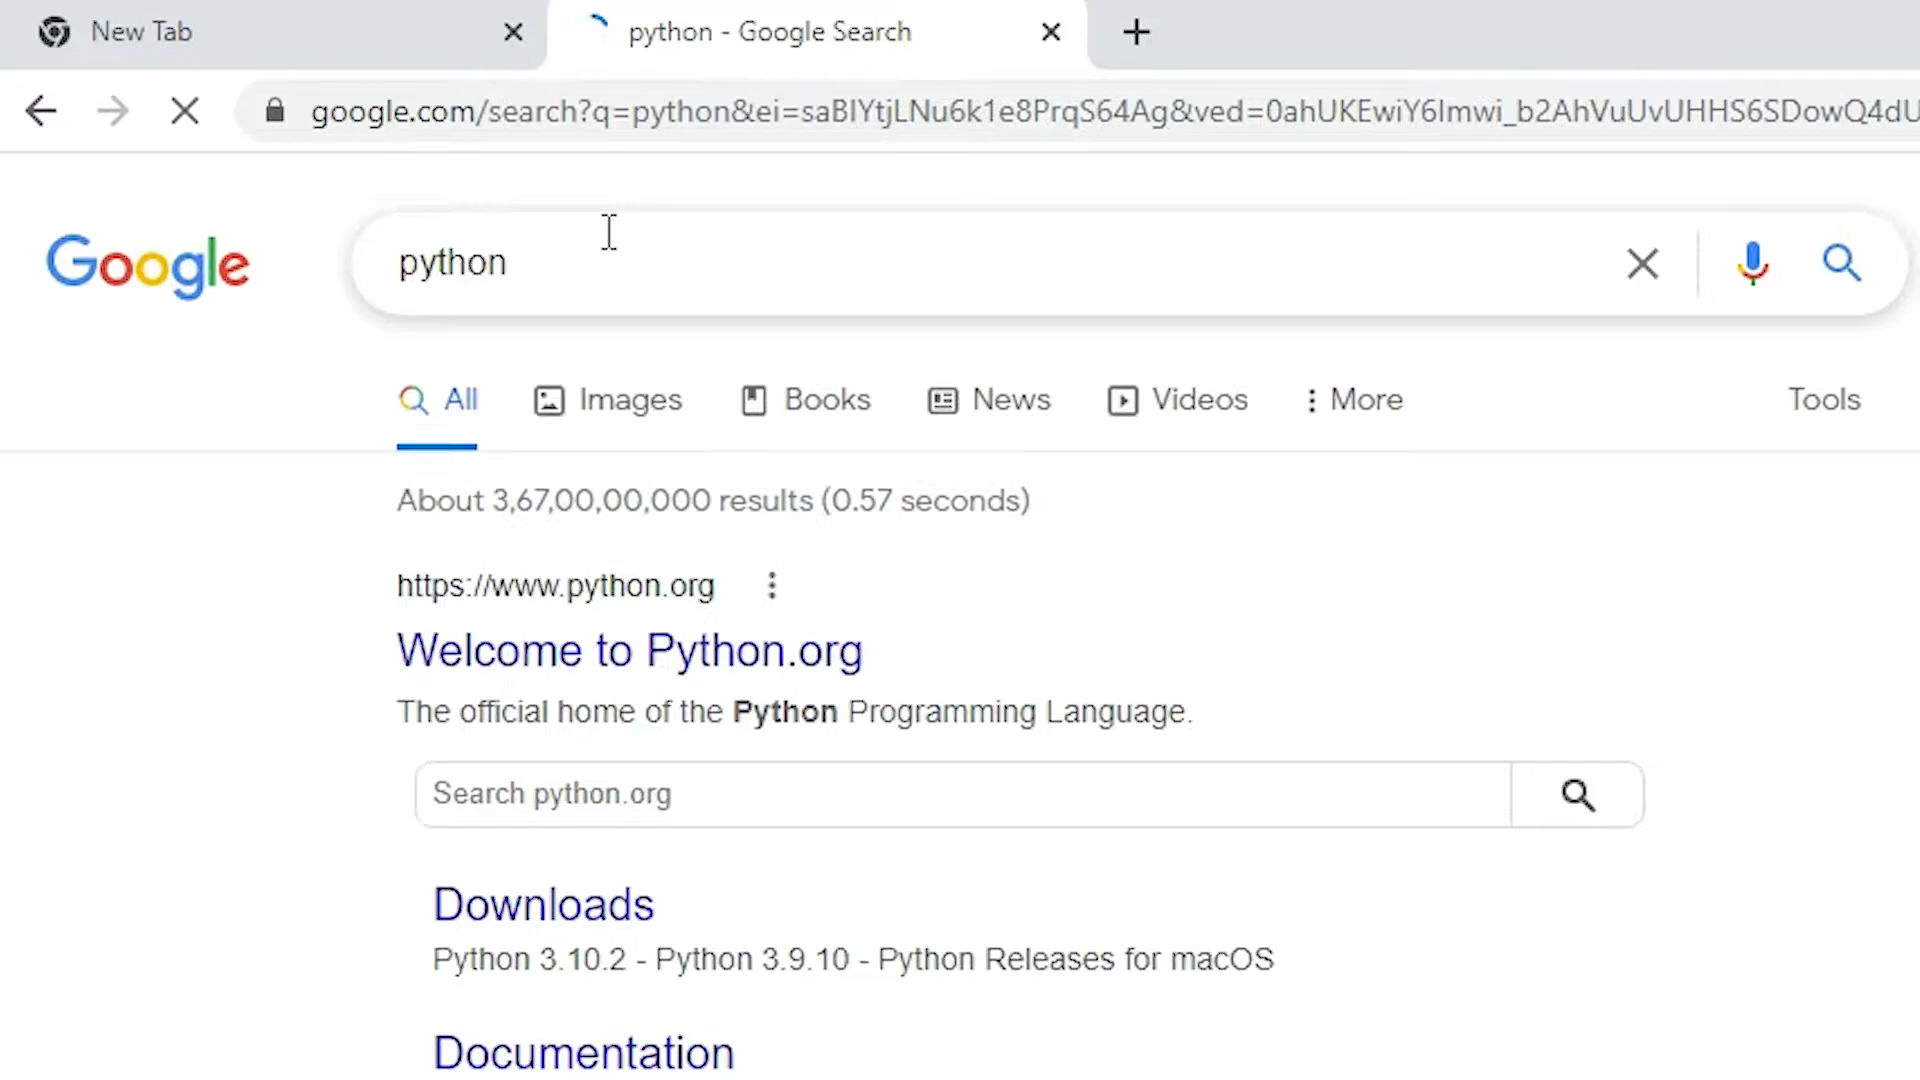 New Tab
python - Google Search
google.com/search?q=python&ei=saBIYtjLNu6k1e8PrqS64Ag&ved=0ahUKEwiY6Imwi_b2AhVuUvUHHS6SDowQ4dU
Google
python
All Images Books News Videos More Tools
About 3,67,00,00,000 results (0.57 seconds)
https://www.python.org
Welcome to Python.org
The official home of the Python Programming Language.
Search python.org
Downloads
Python 3.10.2 - Python 3.9.10 - Python Releases for macOS
Documentation